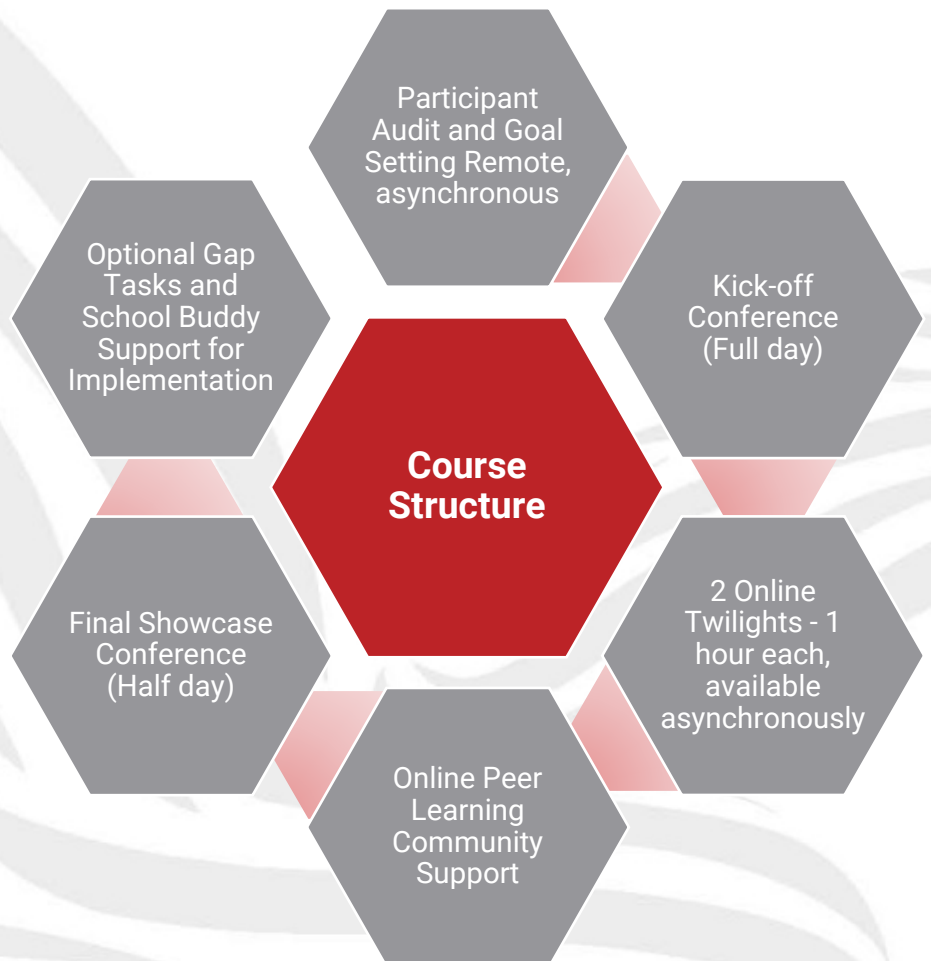 Participant
Audit and Goal
Setting Remote,
asynchronous
Kick-off
Conference
(Full day)
2 Online
Twilights - 1
hour each,
available
asynchronously
Online Peer
Learning
Community
Support
Final Showcase
Conference
(Half day)
Optional Gap
Tasks and
School Buddy
Support for
Implementation
Course
Structure